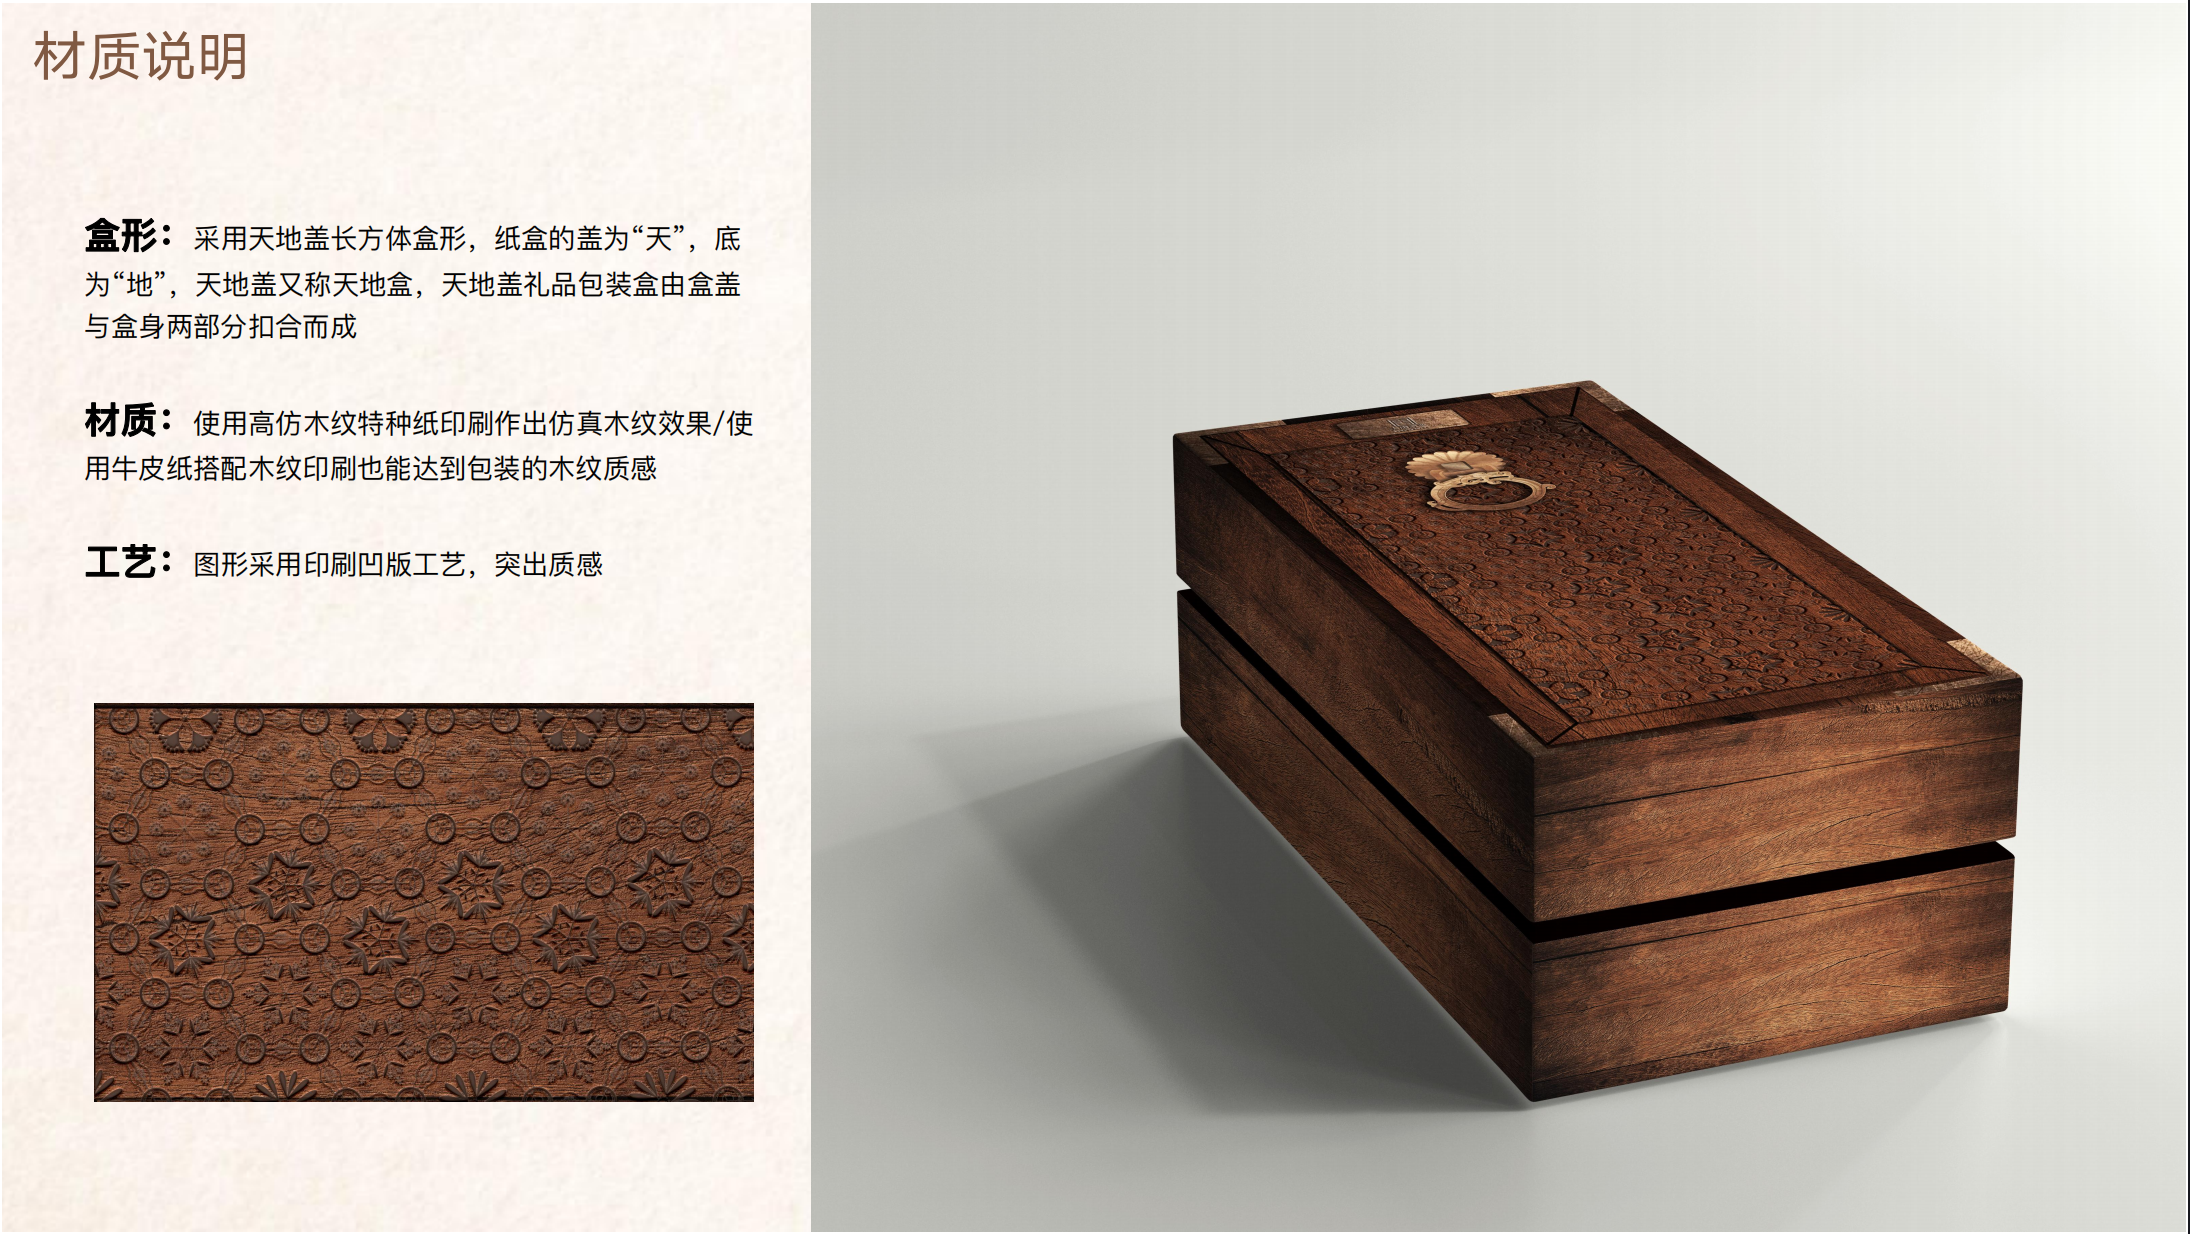 材质说明
盒形：采用天地盖长方体盒形，纸盒的盖为“天”，底
为“地”，天地盖又称天地盒，天地盖礼品包装盒由盒盖
与盒身两部分扣合而成
材质：使用高仿木纹特种纸印刷作出仿真木纹效果/使
用牛皮纸搭配木纹印刷也能达到包装的木纹质感
工艺：图形采用印刷凹版工艺，突出质感